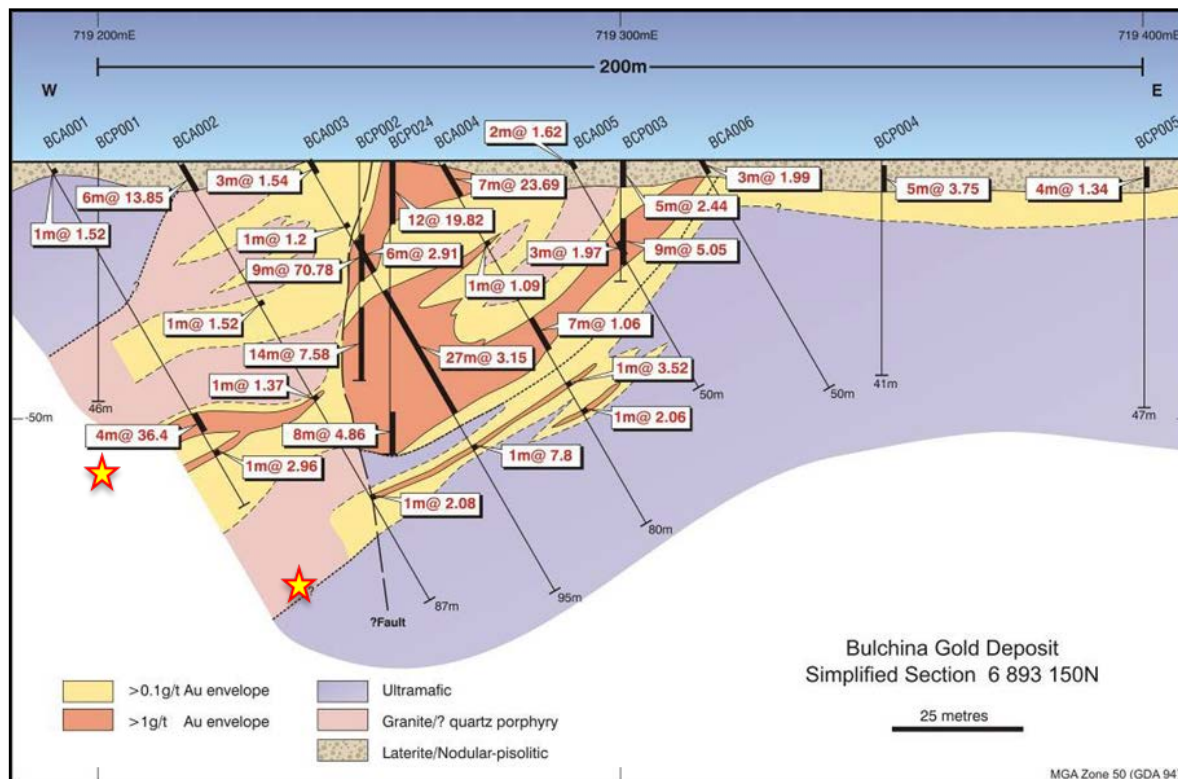 719 200mE
719 300mE
719 400mE
200m
W
E
BCA001
BCP001
BCA002
BCA003
BCP002
BCP024
BCA004
BCA005
BCP003
BCA006
BCP004
BCP005
2m@ 1.62
3m@ 1.54
7m@ 23.69
3m@ 1.99
6m@ 13.85
5m@ 3.75
4m@ 1.34
5m@ 2.44
12@ 19.82
?
1m@ 1.52
1m@ 1.2
6m@ 2.91
3m@ 1.97
9m@ 5.05
9m@ 70.78
1m@ 1.09
1m@ 1.52
7m@ 1.06
14m@ 7.58
27m@ 3.15
1m@ 3.52
1m@ 1.37
46m
50m
50m
41m
47m
-50m
1m@ 2.06
4m@ 36.4
8m@ 4.86
1m@ 2.96
1m@ 7.8
1m@ 2.08
80m
?
95m
87m
?Fault
Bulchina Gold Deposit
Simplified Section 6 893 150N
>0.1g/t Au envelope
Ultramafic
>1g/t Au envelope
Granite/? quartz porphyry
25 metres
Laterite/Nodular-pisolitic
MGA Zone 50 (GDA 94